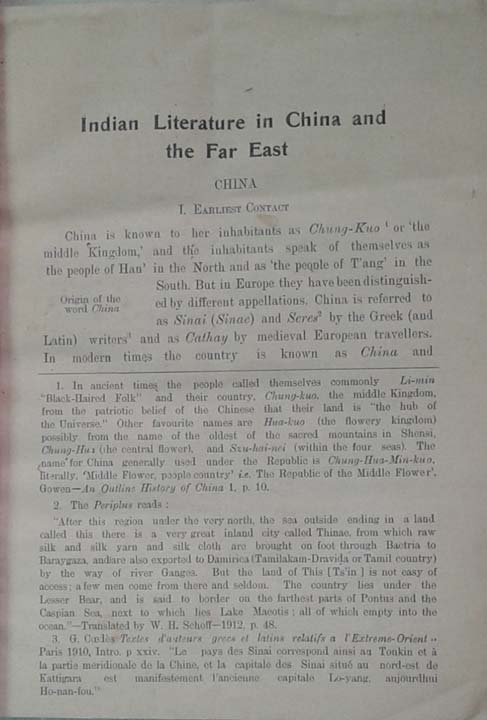 Indian Literature in China and
the Far East
CHINA
I. EARLIEST CONTACT
China is known to her inhabitants as Chung-Kuo ¹ or 'the
middle Kingdom,' and the inhabitants speak of themselves as
the people of Han' in the North and as 'the people of T'ang' in the
South. But in Europe they have been distinguish-
Origin of the
word China
ed by different appellations. China is referred to
as Sinai (Sinae) and Seres² by the Greek (and
Latin) writers³ and as Cathay by medieval European travellers.
In modern times the country is known as China and
1. In ancient times the people called themselves commonly Li-min
"Black-Haired Folk" and their country, Chung-kuo, the middle Kingdom,
from the patriotic belief of the Chinese that their land is "the hub of
the Universe." Other favourite names are Hua-kuo (the flowery kingdom)
possibly from the name of the oldest of the sacred mountains in Shensi,
Chung-Hua (the central flower), and Szu-hai-nei (within the four seas). The
name for China generally used under the Republic is Chung-Hua-Min-kuo,
literally, 'Middle Flower, people country' i.e. The Republic of the Middle Flower',
Gowen—An Outline History of China I, p. 10.
2. The Periplus reads :
"After this region under the very north, the sea outside ending in a land
called this there is a very great inland city called Thinae, from which raw
silk and silk yarn and silk cloth are brought on foot through Bactria to
Barygaza, and are also exported to Damirica (Tamilakam-Dravida or Tamil country)
by the way of river Ganges. But the land of This [Ts'in ] is not easy of
access; a few men come from there and seldom. The country lies under the
Lesser Bear, and is said to border on the farthest parts of Pontus and the
Caspian Sea, next to which lies Lake Macotis; all of which empty into the
ocean."—Translated by W. H. Schoff—1912, p. 48.
3. G. Cœdès Textes d'auteurs grecs et latins relatifs a l'Extreme-Orient
Paris 1910, Intro. p xxiv. "Le pays des Sinai correspond ainsi au Tonkin et à
la partie meridionale de la Chine, et la capitale des Sinai situé au nord-est de
Kattigara est manifestement l'ancienne capitale Lo-yang, anjourdhui
Ho-nan-fou."